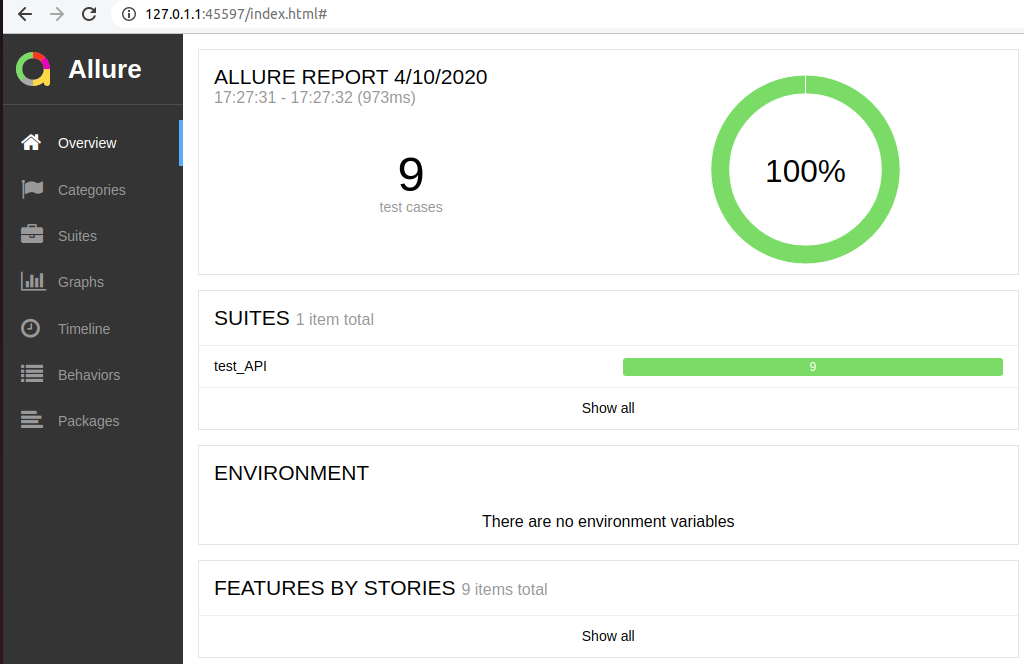 127.0.1.1:45597/index.html#
Allure
Overview
Categories
Suites
Graphs
Timeline
Behaviors
Packages
ALLURE REPORT 4/10/2020
17:27:31 - 17:27:32 (973ms)
9
test cases
100%
SUITES 1 item total
test_API 9
Show all
ENVIRONMENT
There are no environment variables
FEATURES BY STORIES 9 items total
Show all